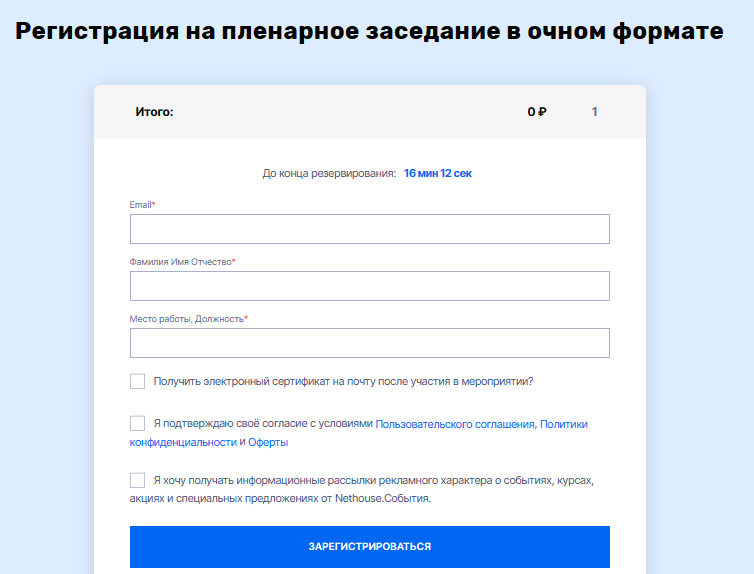 Регистрация на пленарное заседание в очном формате
Итого: 0 ₽ 1
До конца резервирования: 16 мин 12 сек
Email*
Фамилия Имя Отчество*
Место работы, Должность*
Получить электронный сертификат на почту после участия в мероприятии?
Я подтверждаю своё согласие с условиями Пользовательского соглашения, Политики
конфиденциальности и Оферты
Я хочу получать информационные рассылки рекламного характера о событиях, курсах,
акциях и специальных предложениях от Nethouse.События.
ЗАРЕГИСТРИРОВАТЬСЯ